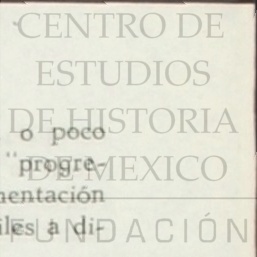 CENTRO DE
ESTUDIOS
DE HISTORIA
o poco
"progre-
DE MEXICO
mentación
iles a di-
FUNDACIÓN